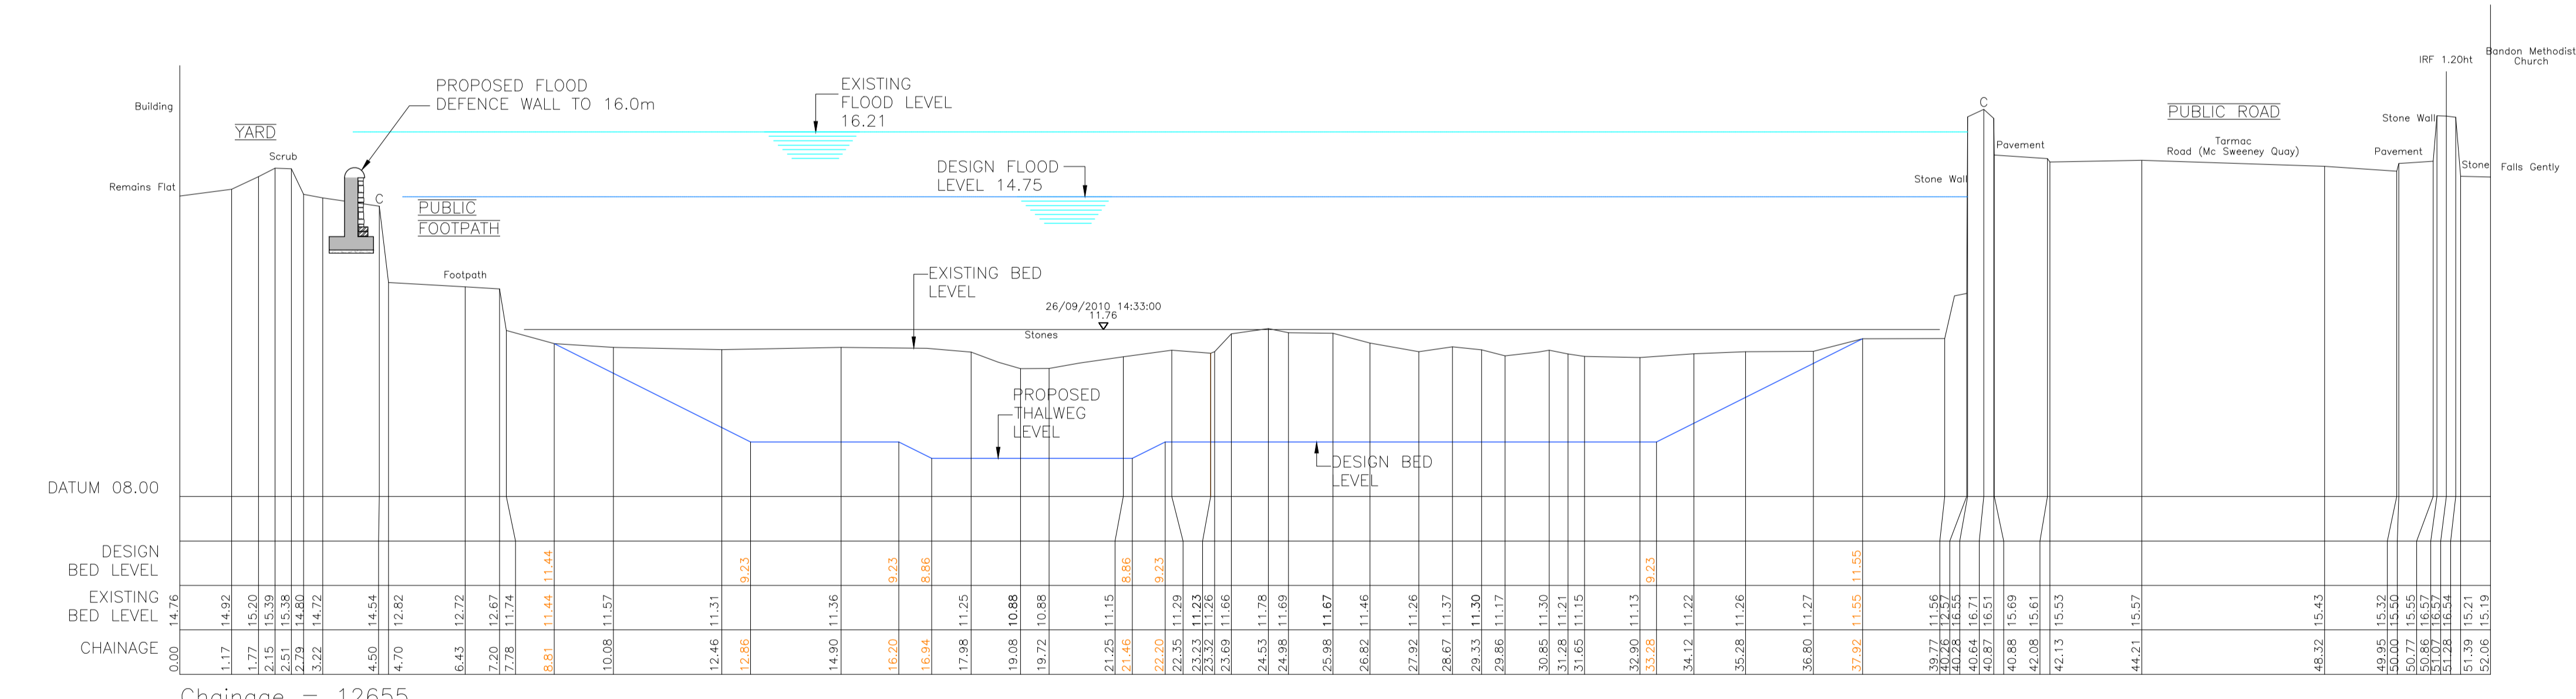 Bandon Methodist
Church
IRF 1.20ht
PROPOSED FLOOD
DEFENCE WALL TO 16.0m
EXISTING
FLOOD LEVEL
16.21
Building
C
PUBLIC ROAD
YARD
Stone Wall
Scrub
Pavement
Tarmac
Road (Mc Sweeney Quay)
Pavement
DESIGN FLOOD
LEVEL 14.75
Stone
Falls Gently
Remains Flat
Stone Wall
C
PUBLIC
FOOTPATH
Footpath
EXISTING BED
LEVEL
26/09/2010 14:33:00
11.76
Stones
PROPOSED
THALWEG
LEVEL
DESIGN BED
LEVEL
DATUM 08.00
DESIGN
BED LEVEL
11.44 9.23 9.23 8.86 8.86 9.23 9.23 11.55
EXISTING
BED LEVEL
14.76 14.92 15.20 15.39 15.38 14.80 14.72 14.54 12.82 12.72 12.67 11.74 11.44 11.57 11.31 11.36 11.25 10.88 10.88 11.15 11.29 11.23 11.26 11.66 11.78 11.69 11.67 11.46 11.26 11.37 11.30 11.17 11.30 11.21 11.15 11.13 11.22 11.26 11.27 11.55 11.56 12.57 16.55 16.71 16.51 15.69 15.61 15.53 15.57 15.43 15.32 15.50 15.55 16.57 16.57 16.54 15.21 15.19
CHAINAGE
0.00 1.17 1.77 2.15 2.51 2.79 3.22 4.50 4.70 6.43 7.20 7.78 8.81 10.08 12.46 12.86 14.90 16.20 16.94 17.98 19.08 19.72 21.25 21.46 22.20 22.35 23.23 23.32 23.69 24.53 24.98 25.98 26.82 27.92 28.67 29.33 29.86 30.85 31.28 31.65 32.90 33.28 34.12 35.28 36.80 37.92 39.77 40.26 40.28 40.64 40.87 40.88 42.08 42.13 44.21 48.32 49.95 50.00 50.77 50.86 51.07 51.28 51.39 52.06
Chainage = 12655